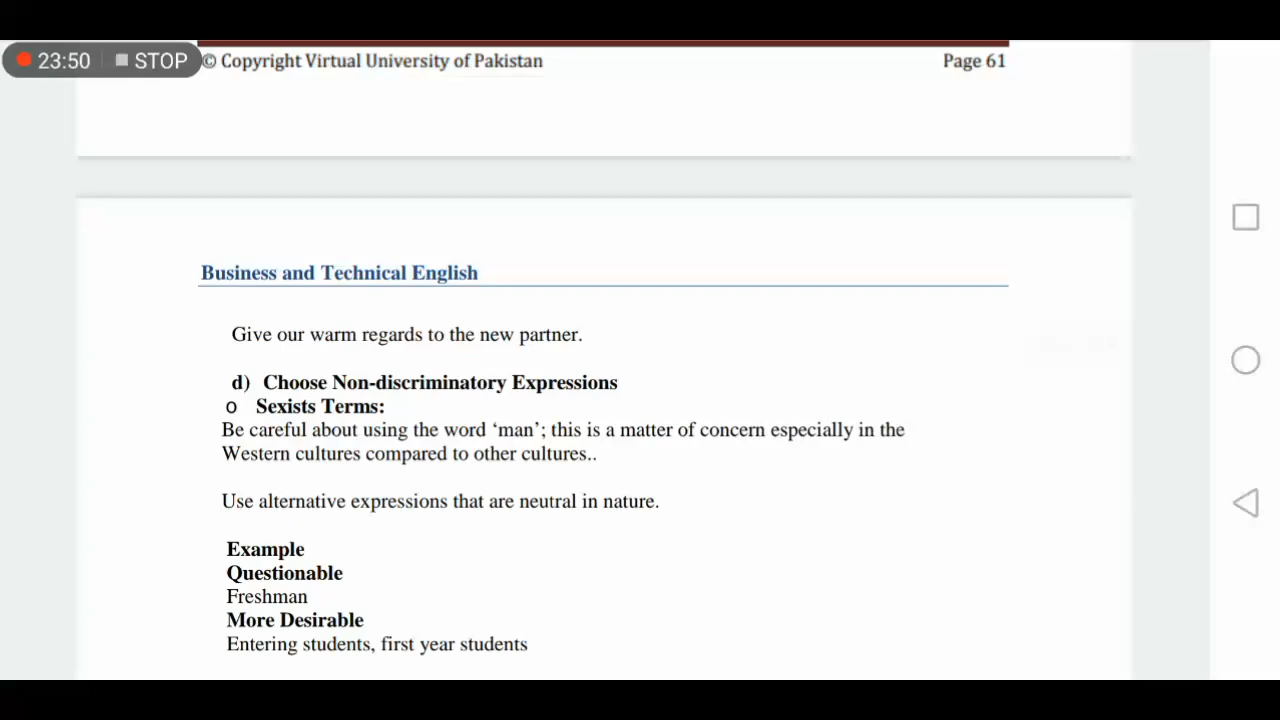 23:50 STOP
© Copyright Virtual University of Pakistan Page 61
Business and Technical English
Give our warm regards to the new partner.
d) Choose Non-discriminatory Expressions
o Sexists Terms:
Be careful about using the word ‘man’; this is a matter of concern especially in the
Western cultures compared to other cultures..
Use alternative expressions that are neutral in nature.
Example
Questionable
Freshman
More Desirable
Entering students, first year students